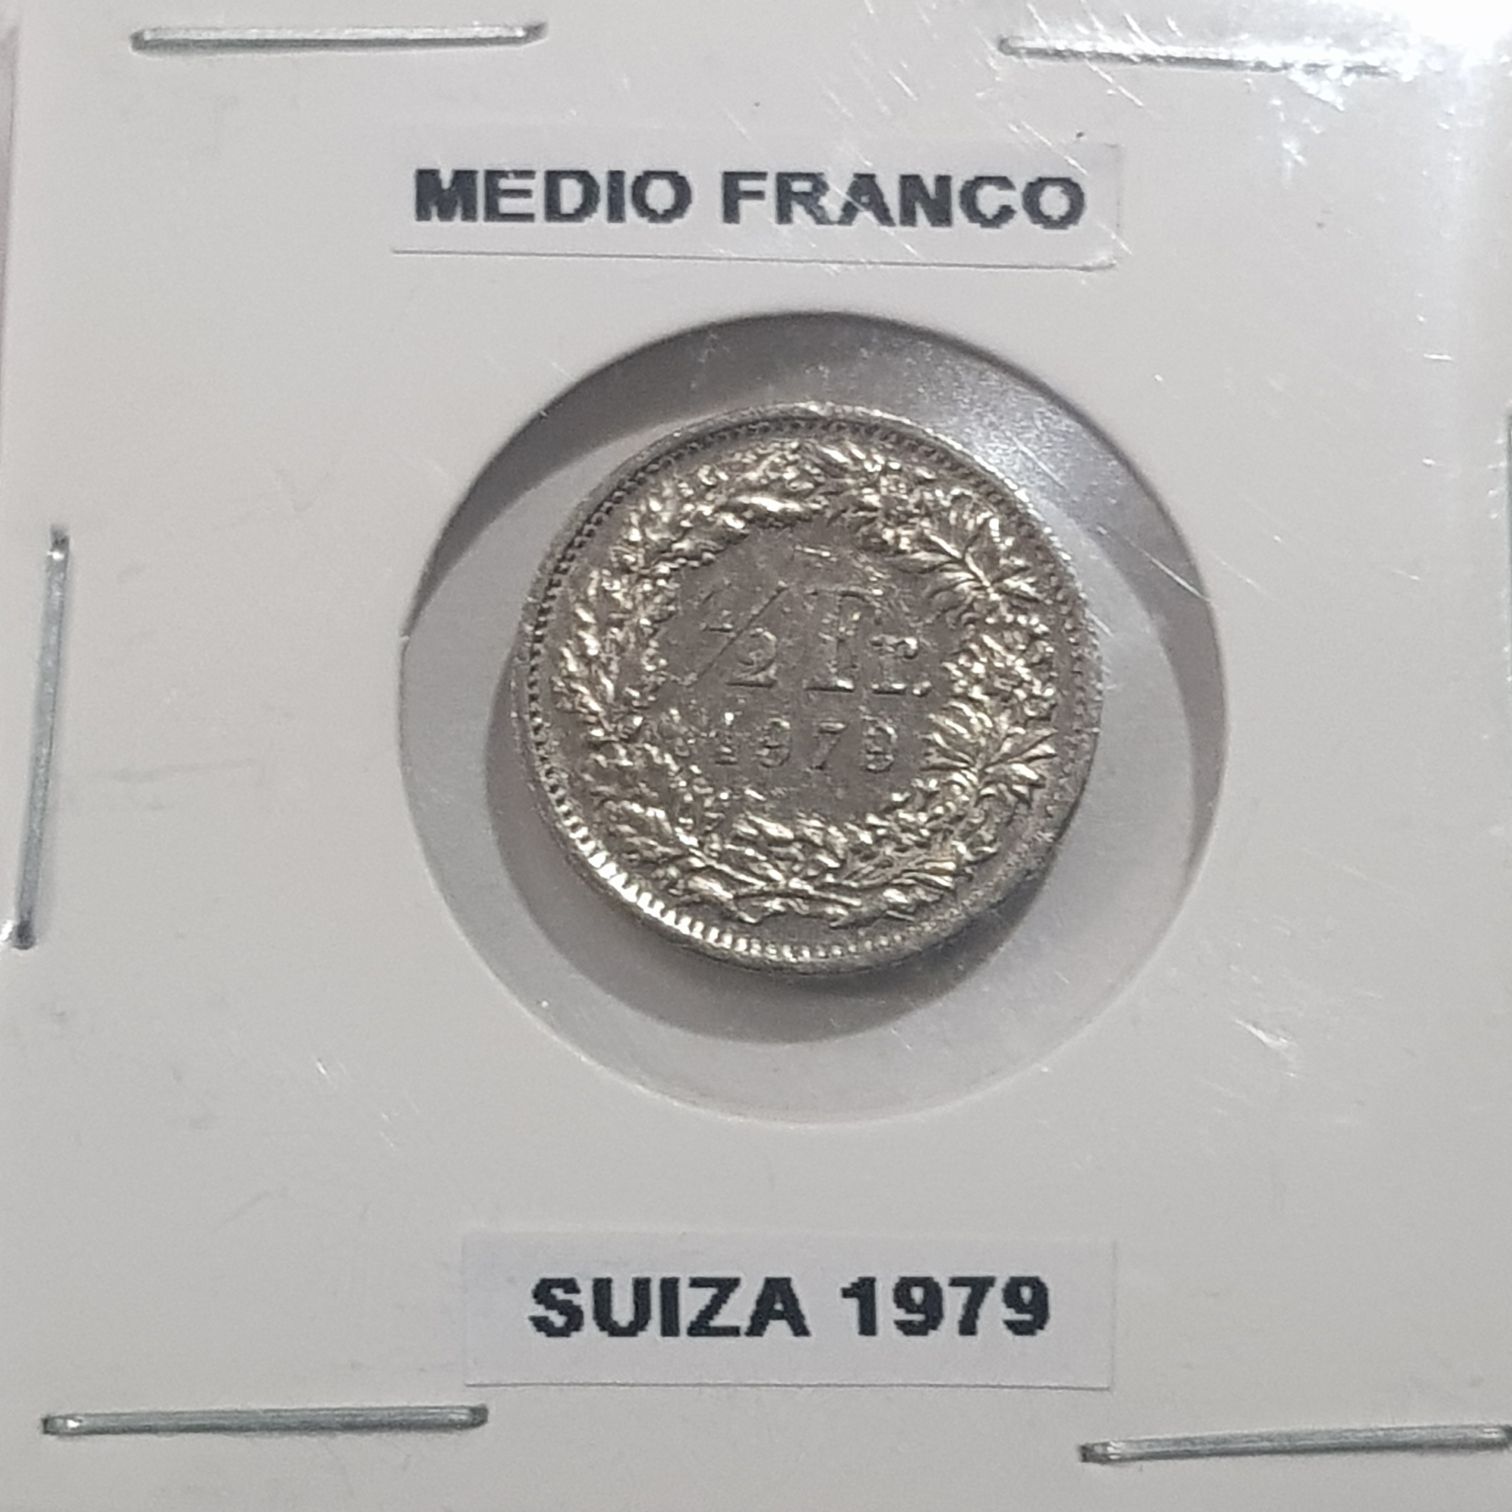 MEDIO FRANCO
1/2 Fr.
1979
SUIZA 1979